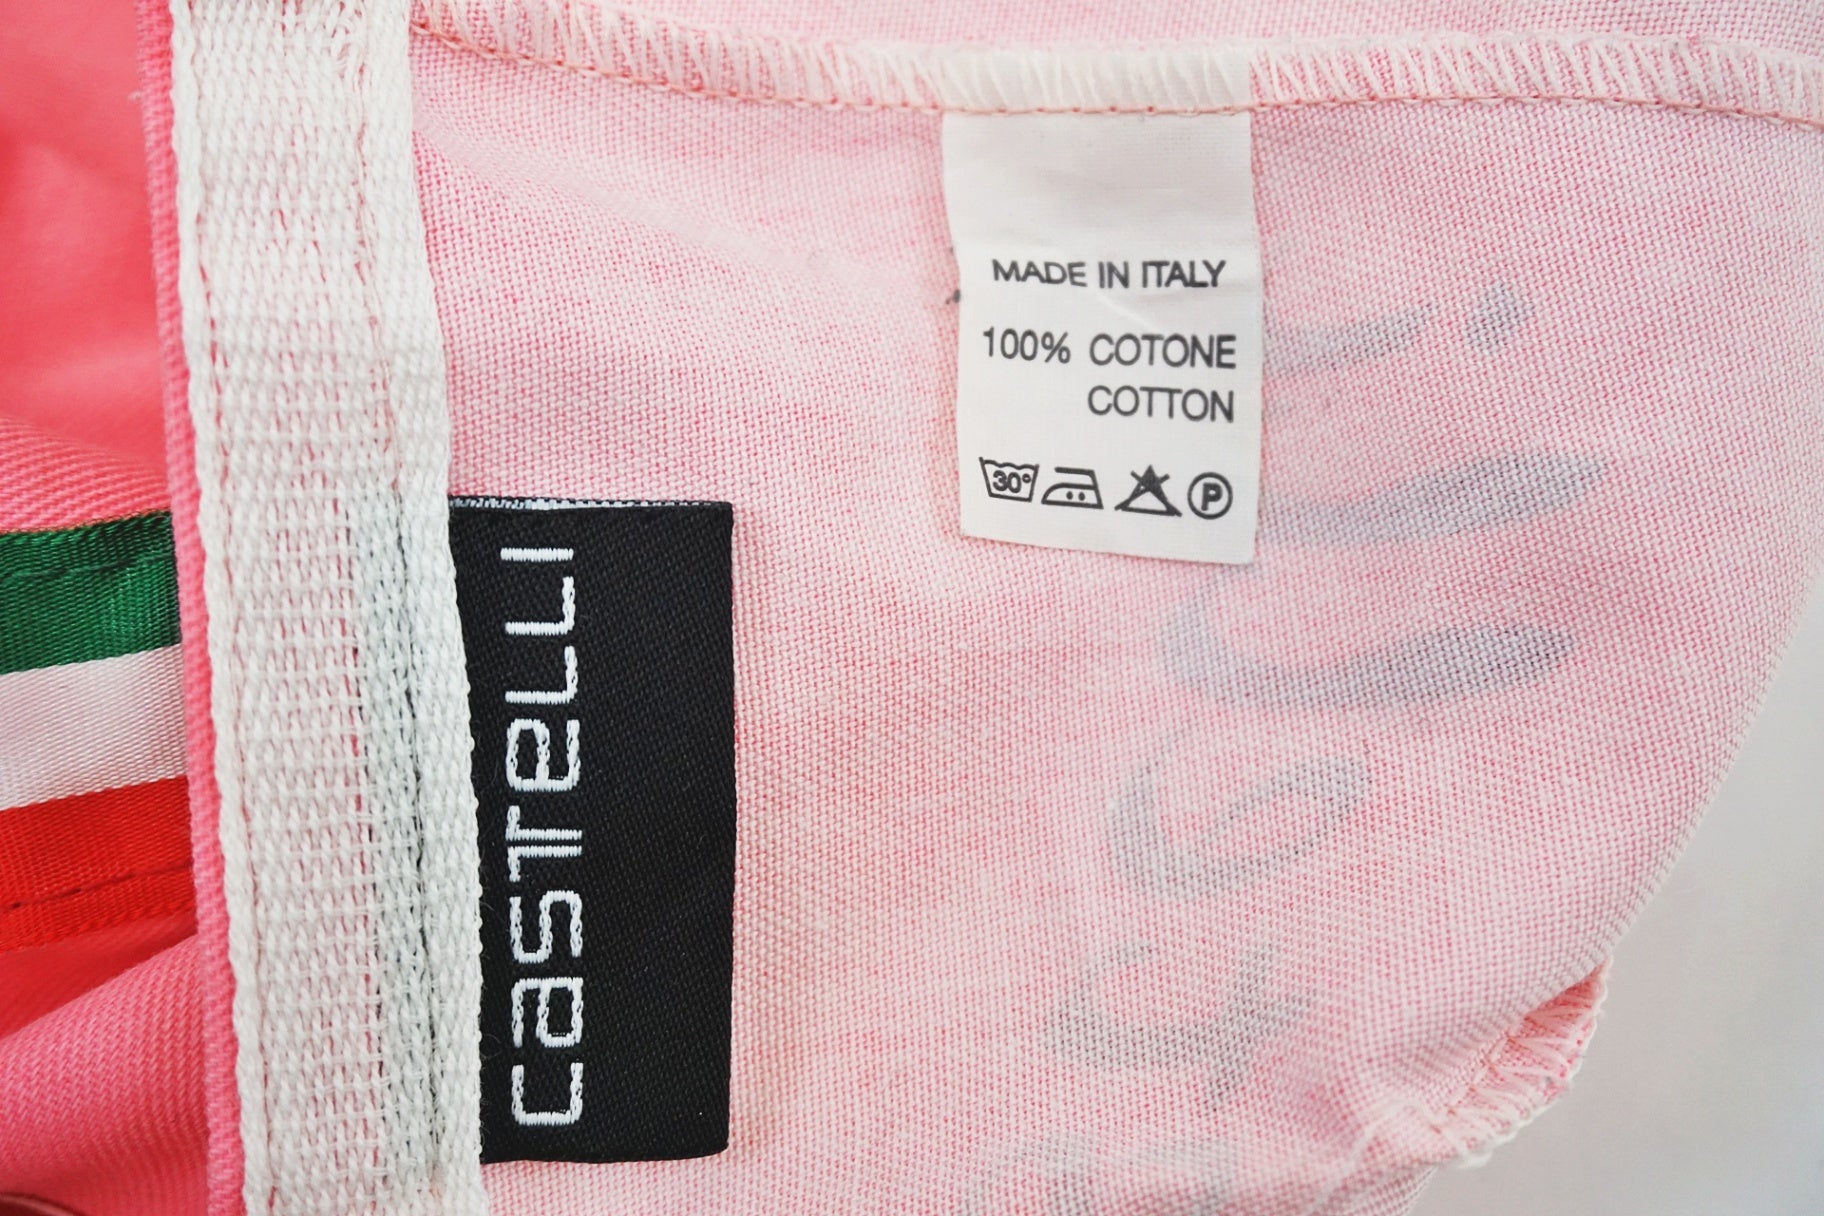 MADE IN ITALY
100% COTONE
COTTON
30° P
castelli